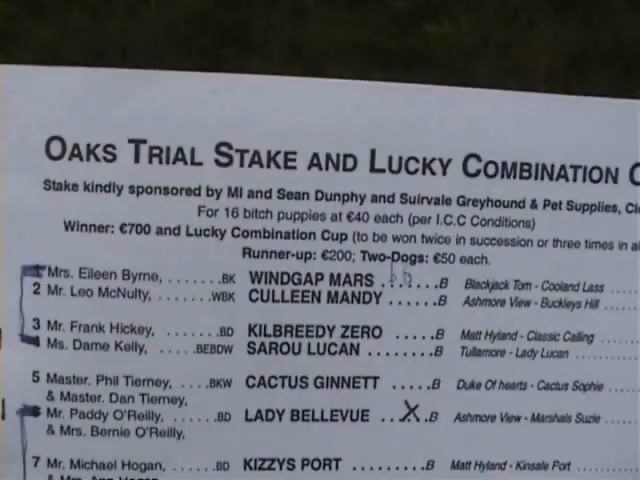 OAKS TRIAL STAKE AND LUCKY COMBINATION C
Stake kindly sponsored by MI and Sean Dunphy and Suirvale Greyhound & Pet Supplies, Cl
For 16 bitch puppies at €40 each (per I.C.C Conditions)
Winner: €700 and Lucky Combination Cup (to be won twice in succession or three times in al
Runner-up: €200; Two-Dogs: €50 each.
Mrs. Eileen Byrne, .......BK WINDGAP MARS .......B Blackjack Tom - Cooland Lass ......
2 Mr. Leo McNulty, .......WBK CULLEEN MANDY ......B Ashmore View - Buckleys Hill ......
3 Mr. Frank Hickey, .......BD KILBREEDY ZERO .....B Matt Hyland - Classic Calling ......
Ms. Dame Kelly, .....BEBDW SAROU LUCAN ........B Tullamore - Lady Lucan ......
5 Master. Phil Tierney, ....BKW CACTUS GINNETT .....B Duke Of hearts - Cactus Sophie ......
& Master. Dan Tierney,
Mr. Paddy O'Reilly, ......BD LADY BELLEVUE ...X.B Ashmore View - Marshals Suzie ......
& Mrs. Bernie O'Reilly,
7 Mr. Michael Hogan, ......BD KIZZYS PORT .........B Matt Hyland - Kinsale Port ......